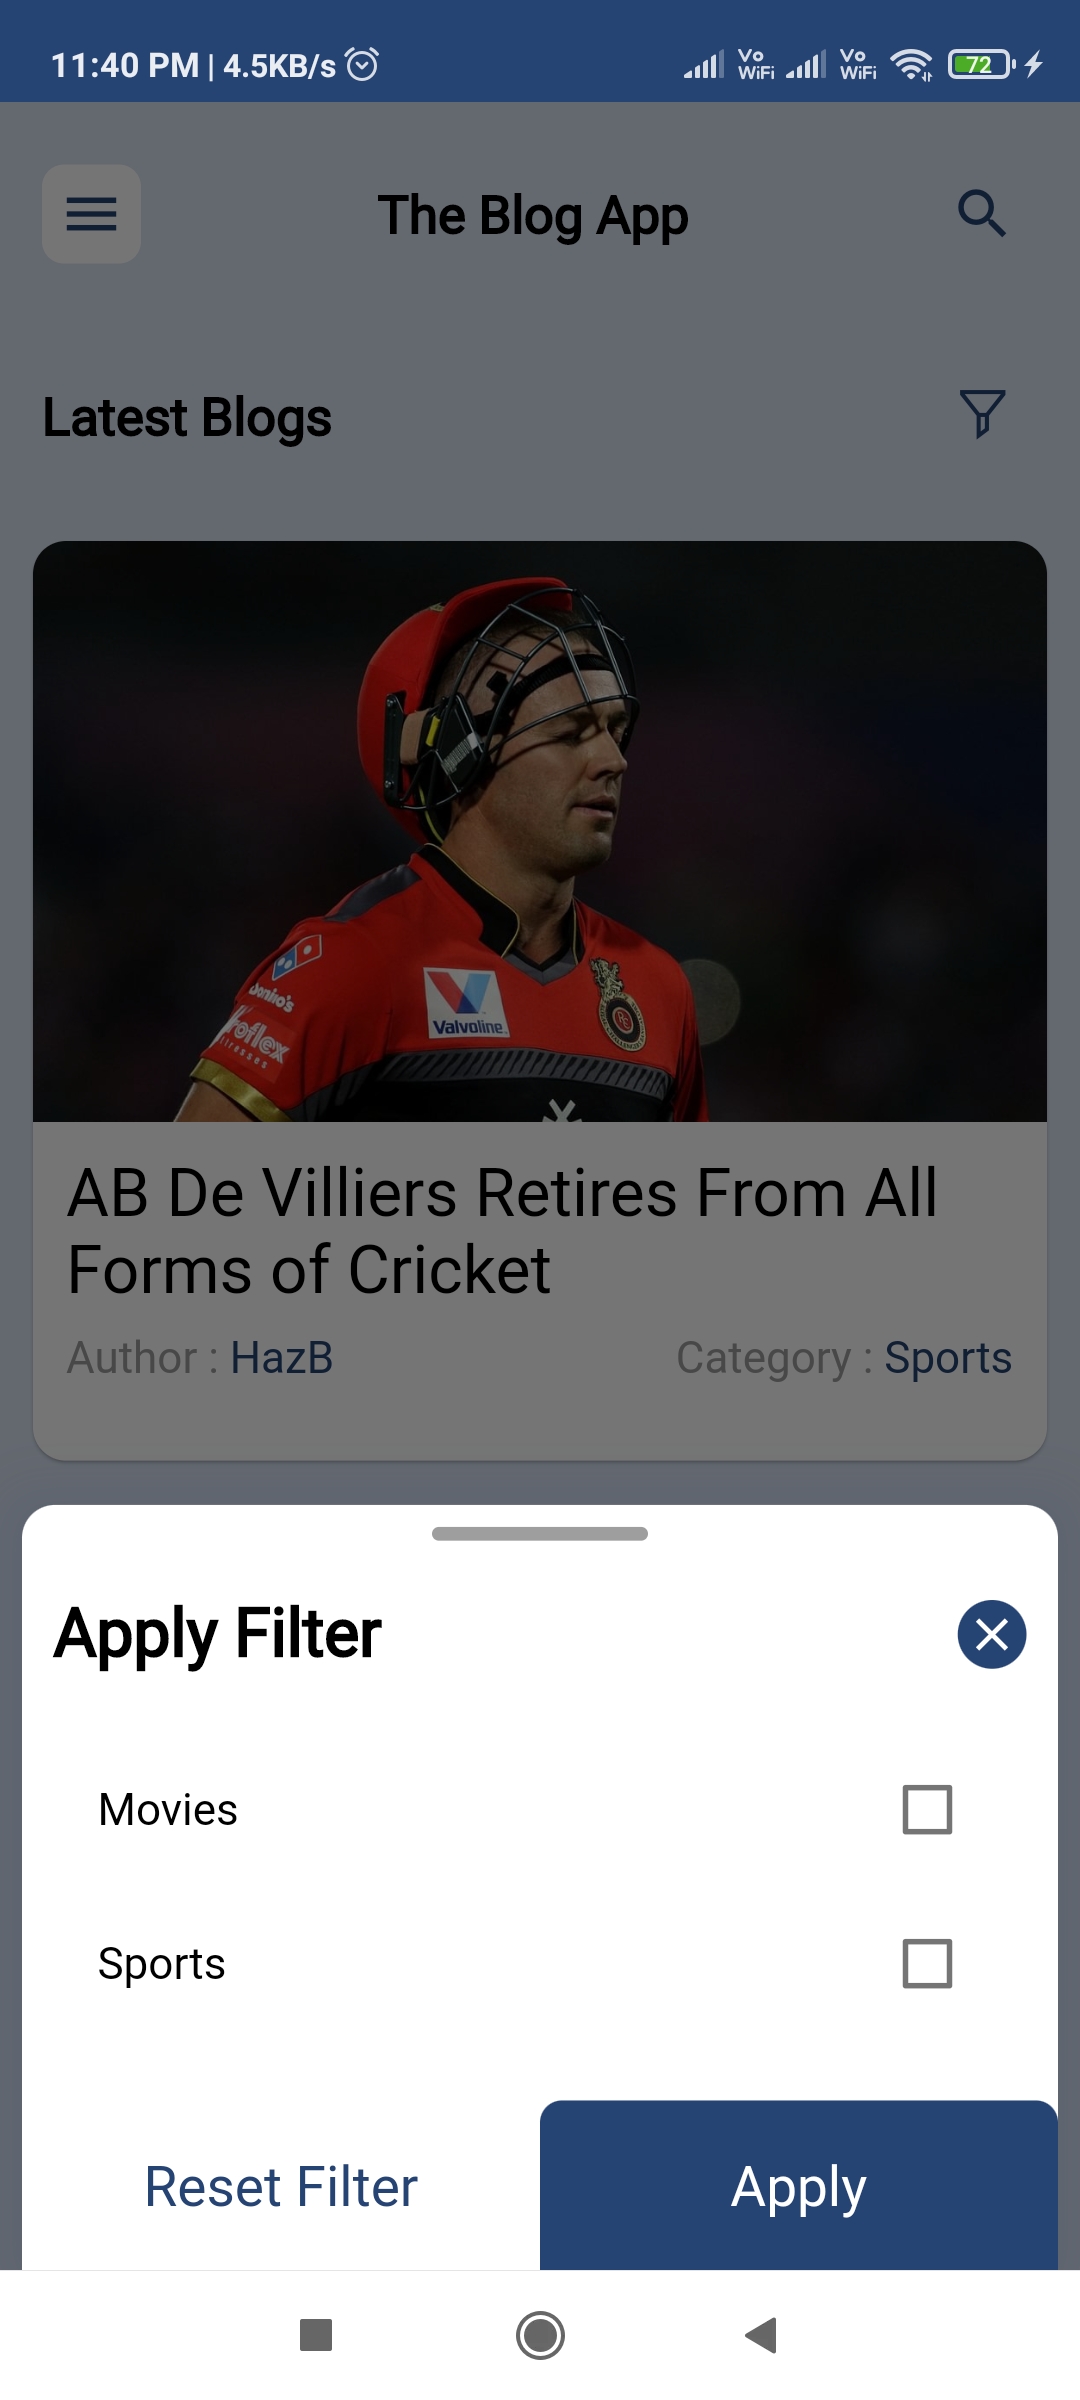 11:40 PM | 4.5KB/s
Vo WiFi Vo WiFi 72
The Blog App
Latest Blogs
Domino's
roflex
Valvoline
AB De Villiers Retires From All
Forms of Cricket
Author : HazB
Category : Sports
Apply Filter
Movies
Sports
Reset Filter
Apply